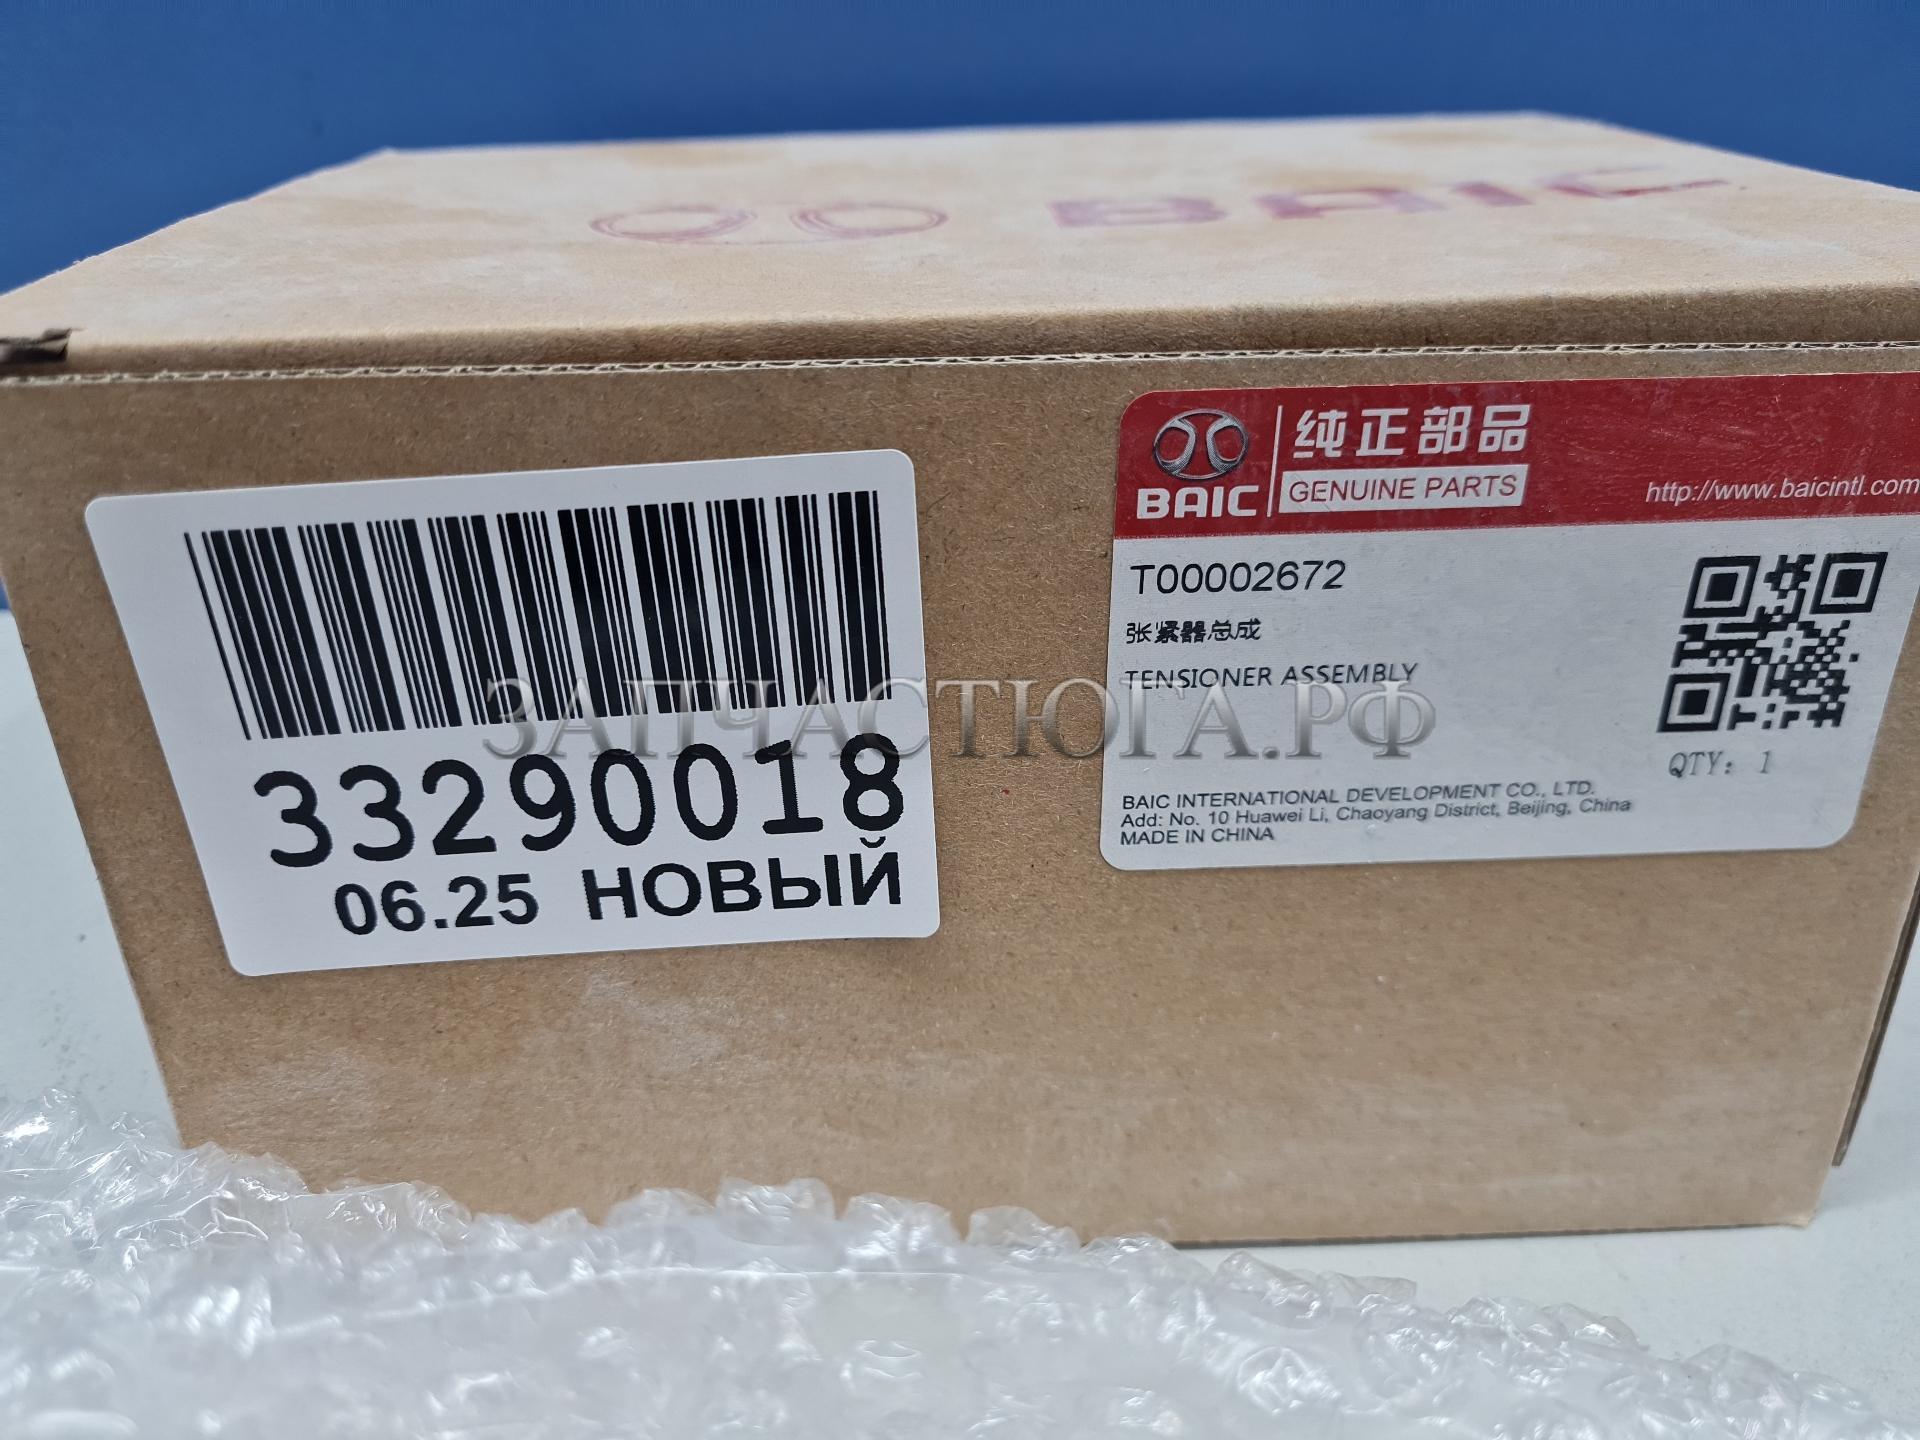 BAIC
33290018
06.25 НОВЫЙ
BAIC
纯正部品
GENUINE PARTS
http://www.baicintl.com
T00002672
张紧器总成
TENSIONER ASSEMBLY
QTY: 1
BAIC INTERNATIONAL DEVELOPMENT CO., LTD.
Add: No. 10 Huawei Li, Chaoyang District, Beijing, China
MADE IN CHINA
ЗАПЧАСТЮГА.РФ